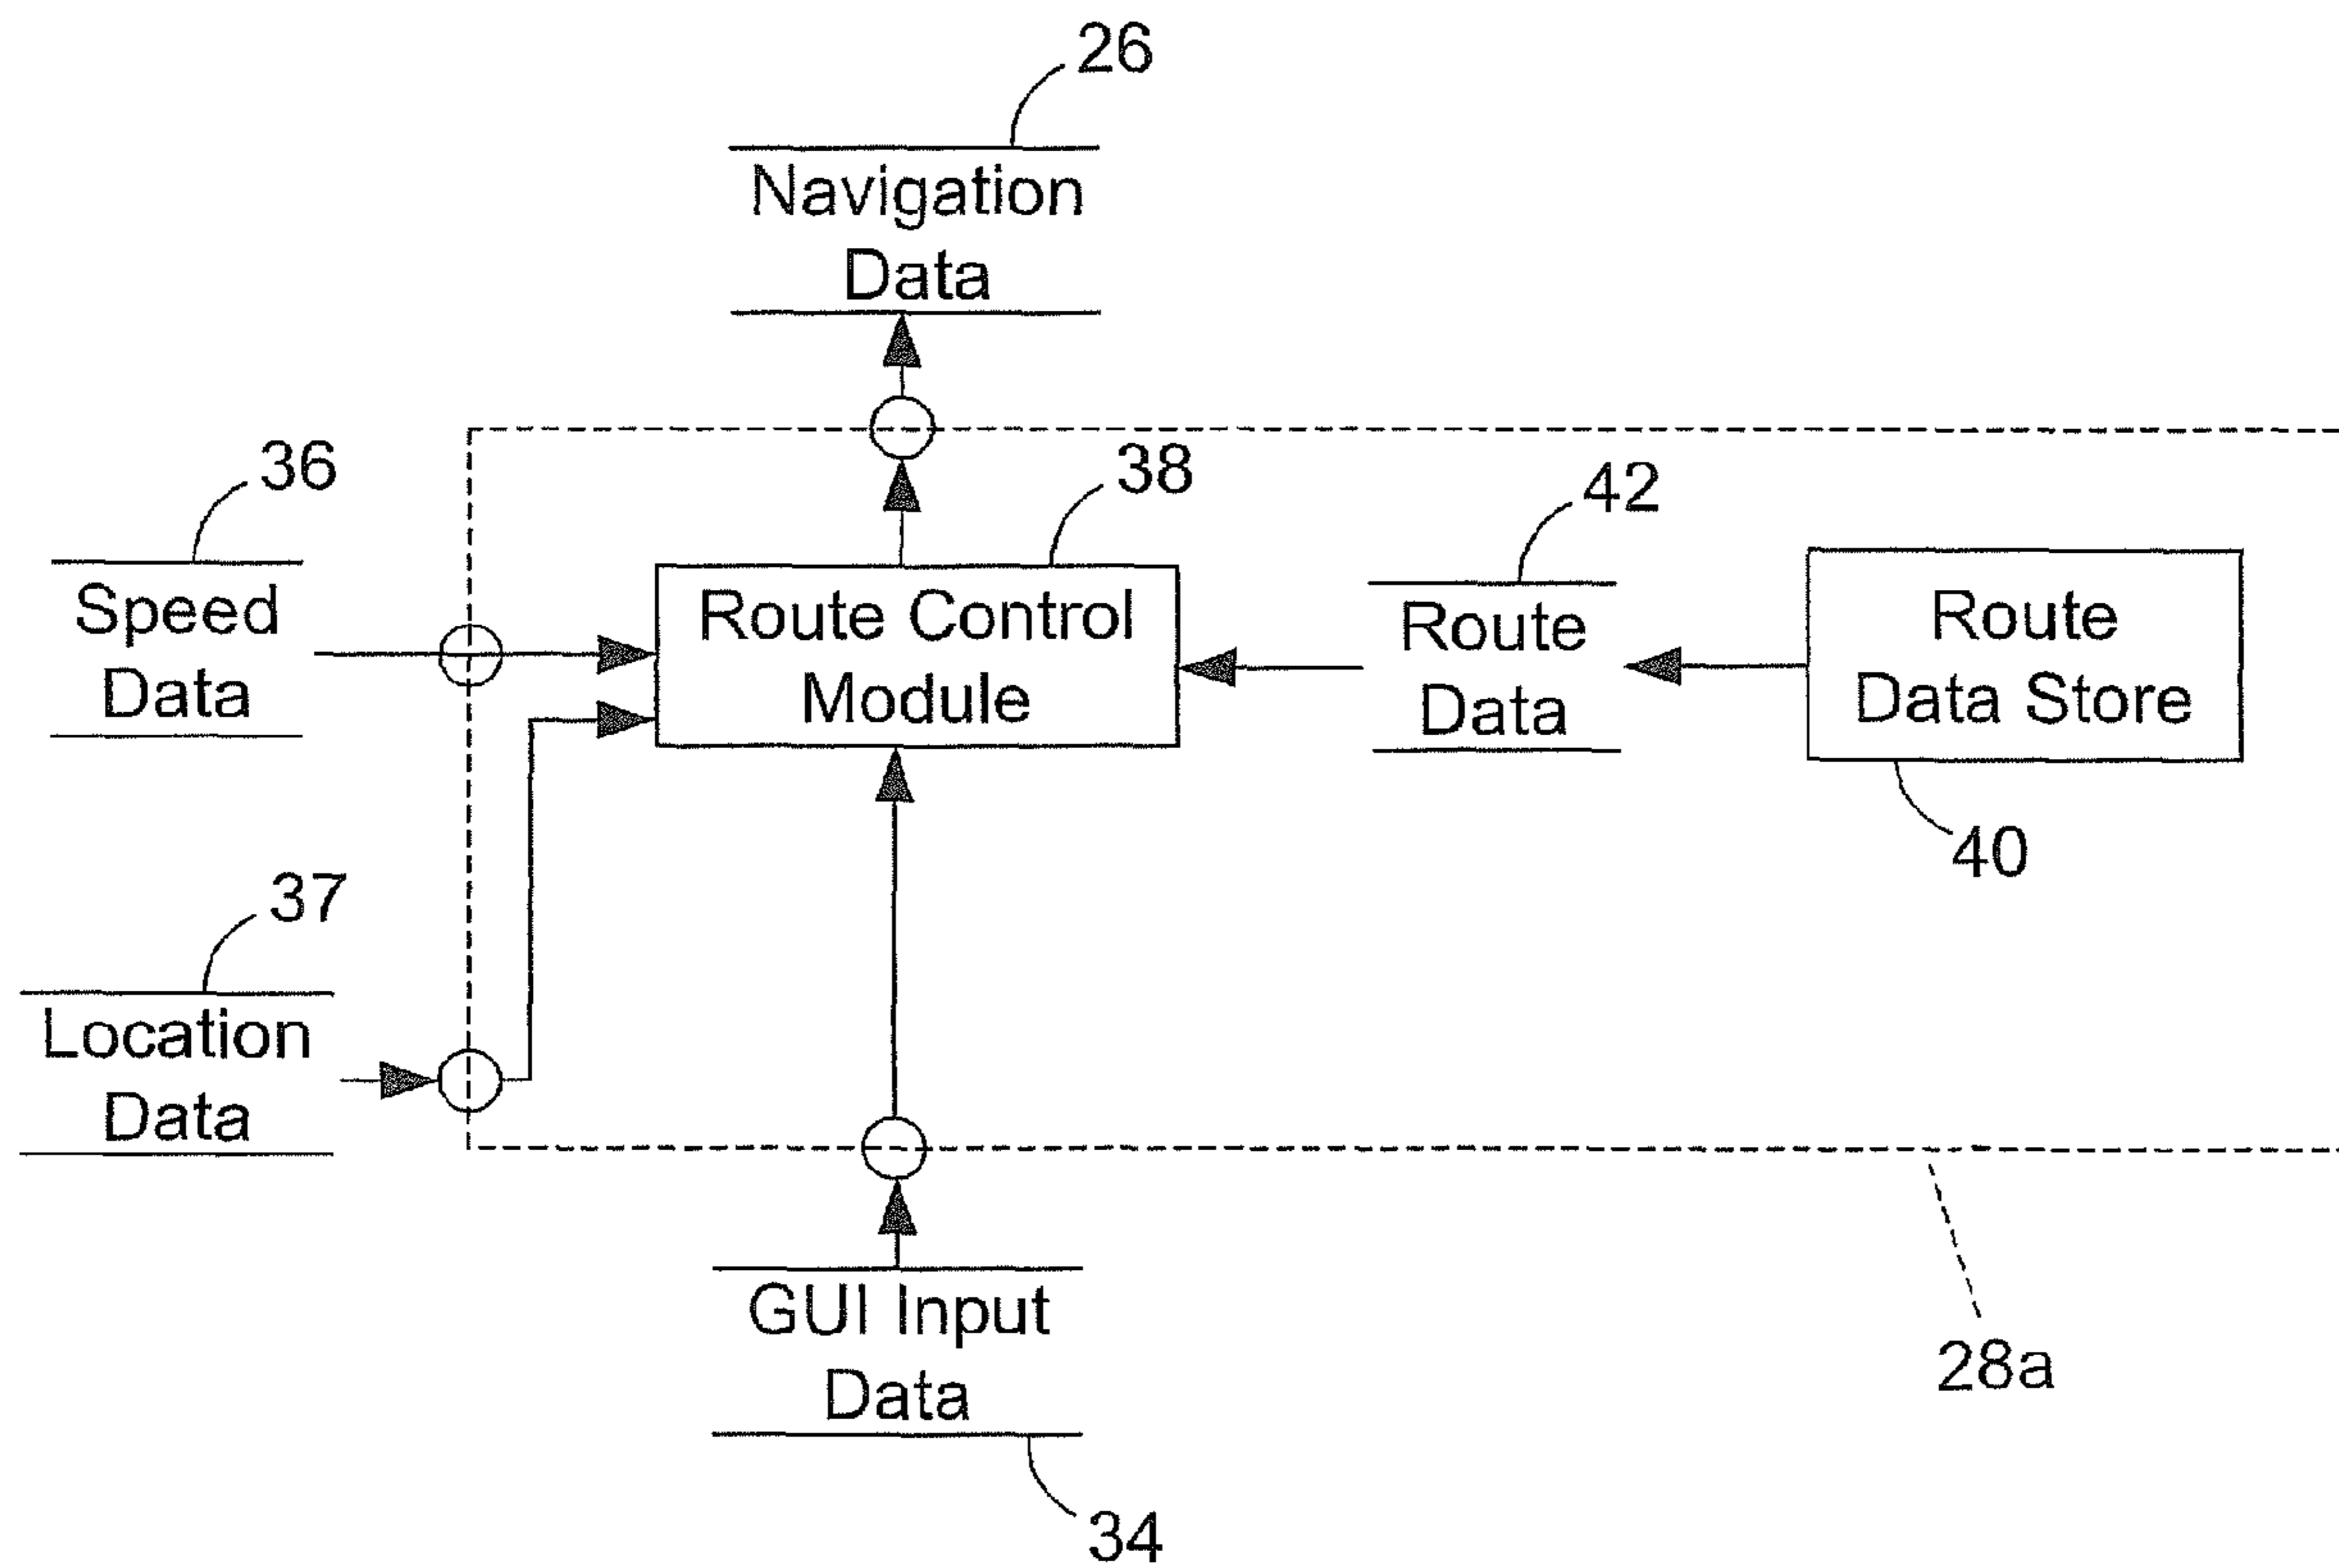 26
Navigation
Data
36
38
42
Speed
Data
Route Control
Module
Route
Data
Route
Data Store
40
37
Location
Data
GUI Input
Data
28a
34